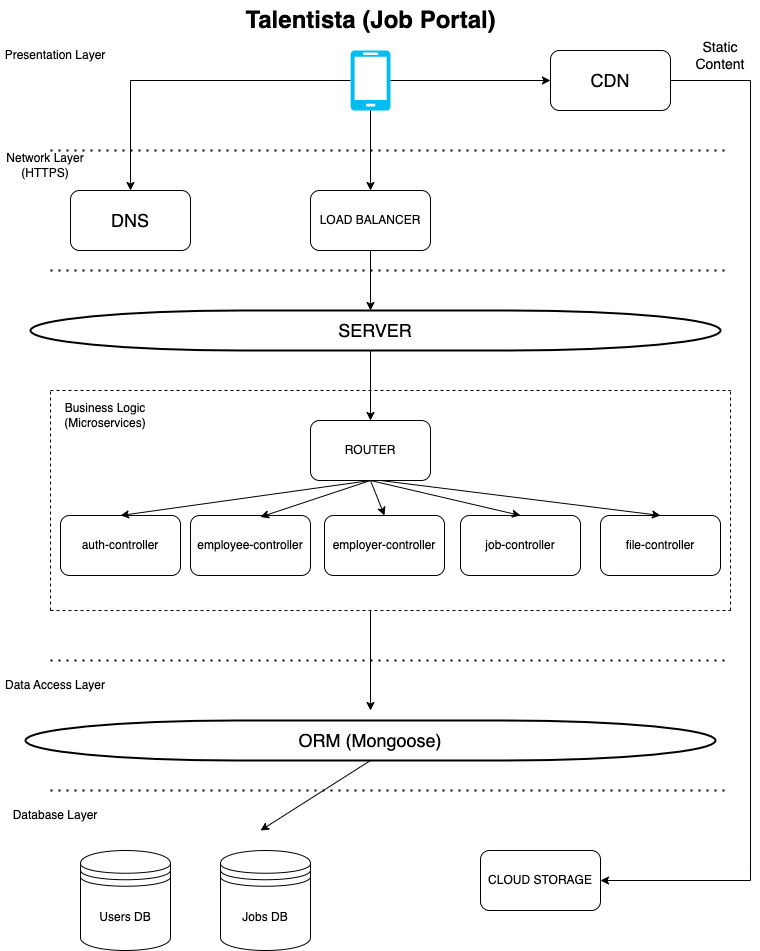 Talentista (Job Portal)
Presentation Layer
Static
Content
CDN
Network Layer
(HTTPS)
DNS
LOAD BALANCER
SERVER
Business Logic
(Microservices)
ROUTER
auth-controller
employee-controller
employer-controller
job-controller
file-controller
Data Access Layer
ORM (Mongoose)
Database Layer
Users DB
Jobs DB
CLOUD STORAGE